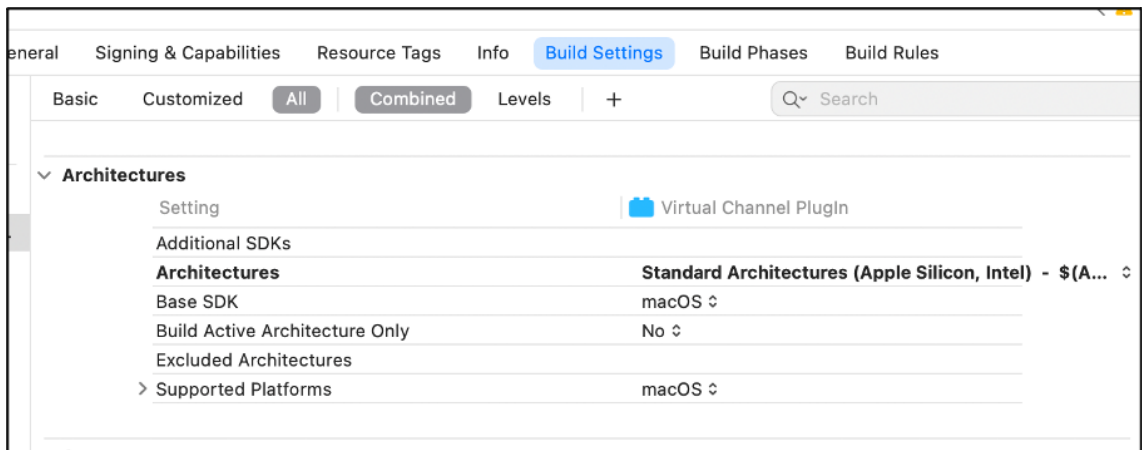 eneral Signing & Capabilities Resource Tags Info Build Settings Build Phases Build Rules
Basic Customized All Combined Levels + Search
Architectures
Setting Virtual Channel PlugIn
Additional SDKs
Architectures Standard Architectures (Apple Silicon, Intel) - $(A...
Base SDK macOS
Build Active Architecture Only No
Excluded Architectures
Supported Platforms macOS